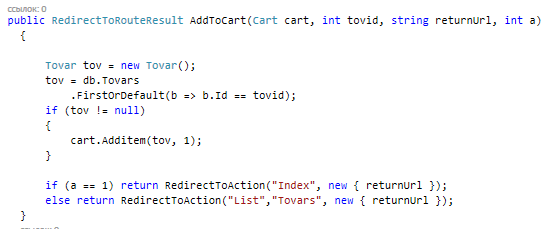 ссылок: 0
public RedirectToRouteResult AddToCart(Cart cart, int tovid, string returnUrl, int a)
{
Tovar tov = new Tovar();
tov = db.Tovars
.FirstOrDefault(b => b.Id == tovid);
if (tov != null)
{
cart.Additem(tov, 1);
}
if (a == 1) return RedirectToAction("Index", new { returnUrl });
else return RedirectToAction("List","Tovars", new { returnUrl });
}